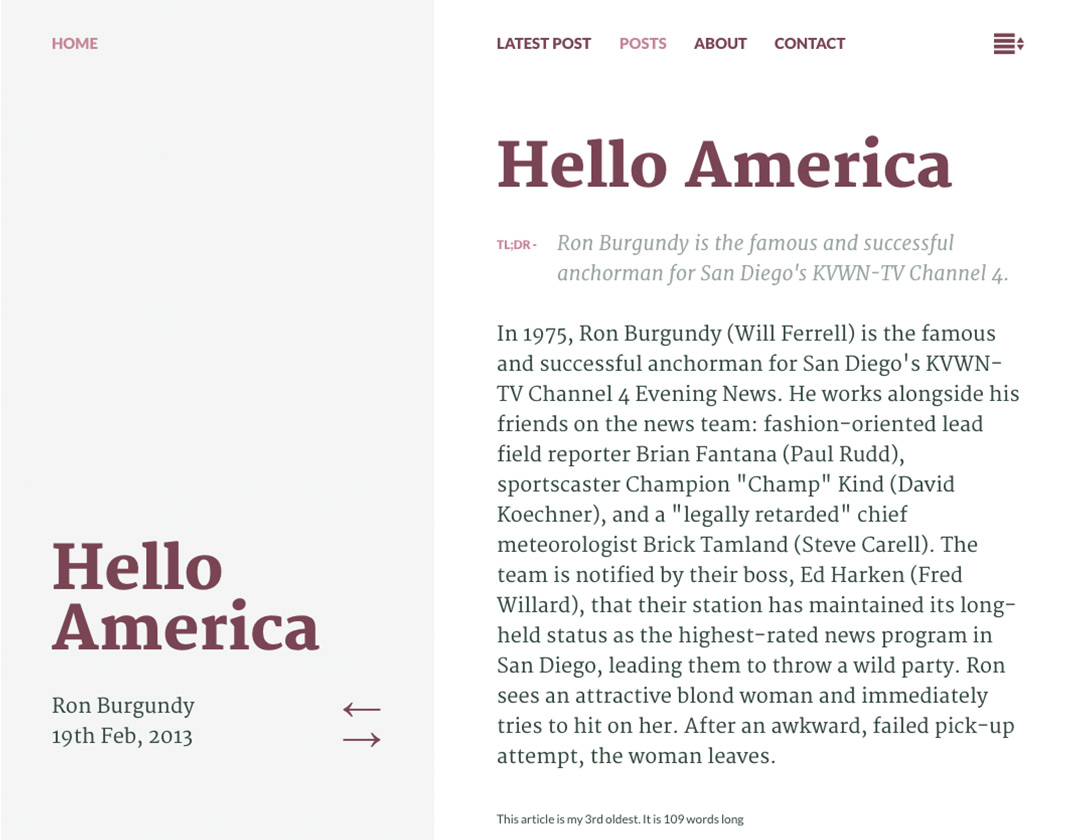 HOME
LATEST POST POSTS ABOUT CONTACT
Hello America
TL;DR - Ron Burgundy is the famous and successful
anchorman for San Diego's KVWN-TV Channel 4.
In 1975, Ron Burgundy (Will Ferrell) is the famous
and successful anchorman for San Diego's KVWN-
TV Channel 4 Evening News. He works alongside his
friends on the news team: fashion-oriented lead
field reporter Brian Fantana (Paul Rudd),
sportscaster Champion "Champ" Kind (David
Koechner), and a "legally retarded" chief
meteorologist Brick Tamland (Steve Carell). The
team is notified by their boss, Ed Harken (Fred
Willard), that their station has maintained its long-
held status as the highest-rated news program in
San Diego, leading them to throw a wild party. Ron
sees an attractive blond woman and immediately
tries to hit on her. After an awkward, failed pick-up
attempt, the woman leaves.
This article is my 3rd oldest. It is 109 words long
Hello
America
Ron Burgundy
19th Feb, 2013